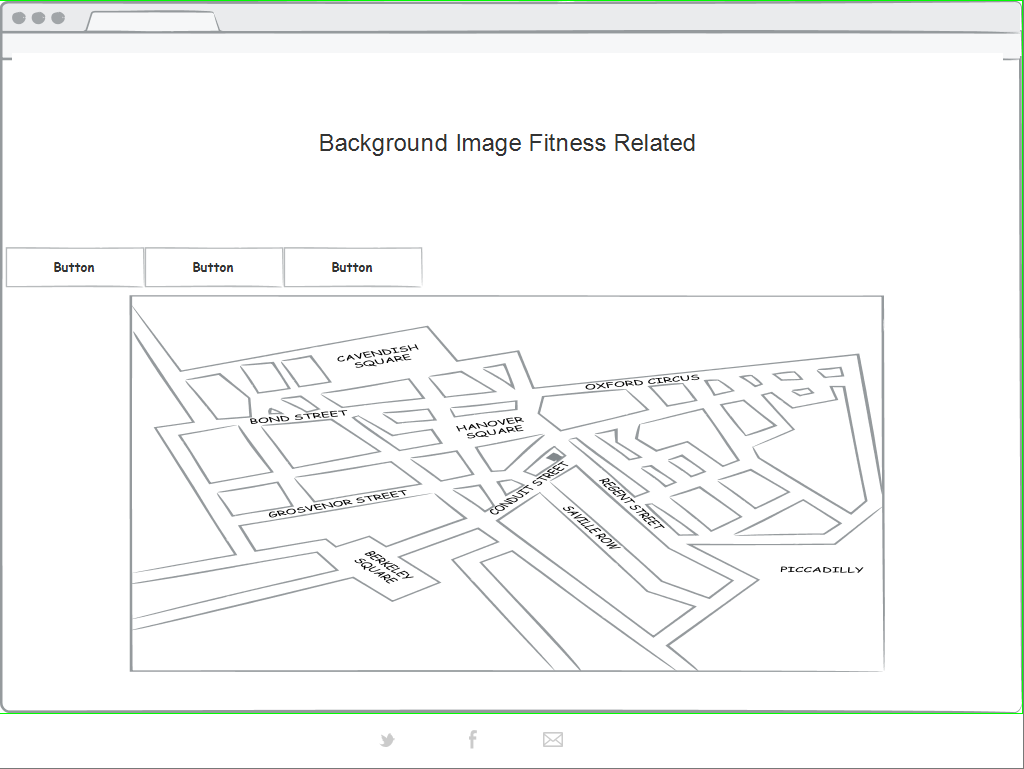 Background Image Fitness Related
Button
Button
Button
CAVENDISH
SQUARE
OXFORD CIRCUS
BOND STREET
HANOVER
SQUARE
CONDUIT STREET
REGENT STREET
GROSVENOR STREET
SAVILLE ROW
BERKELEY
SQUARE
PICCADILLY